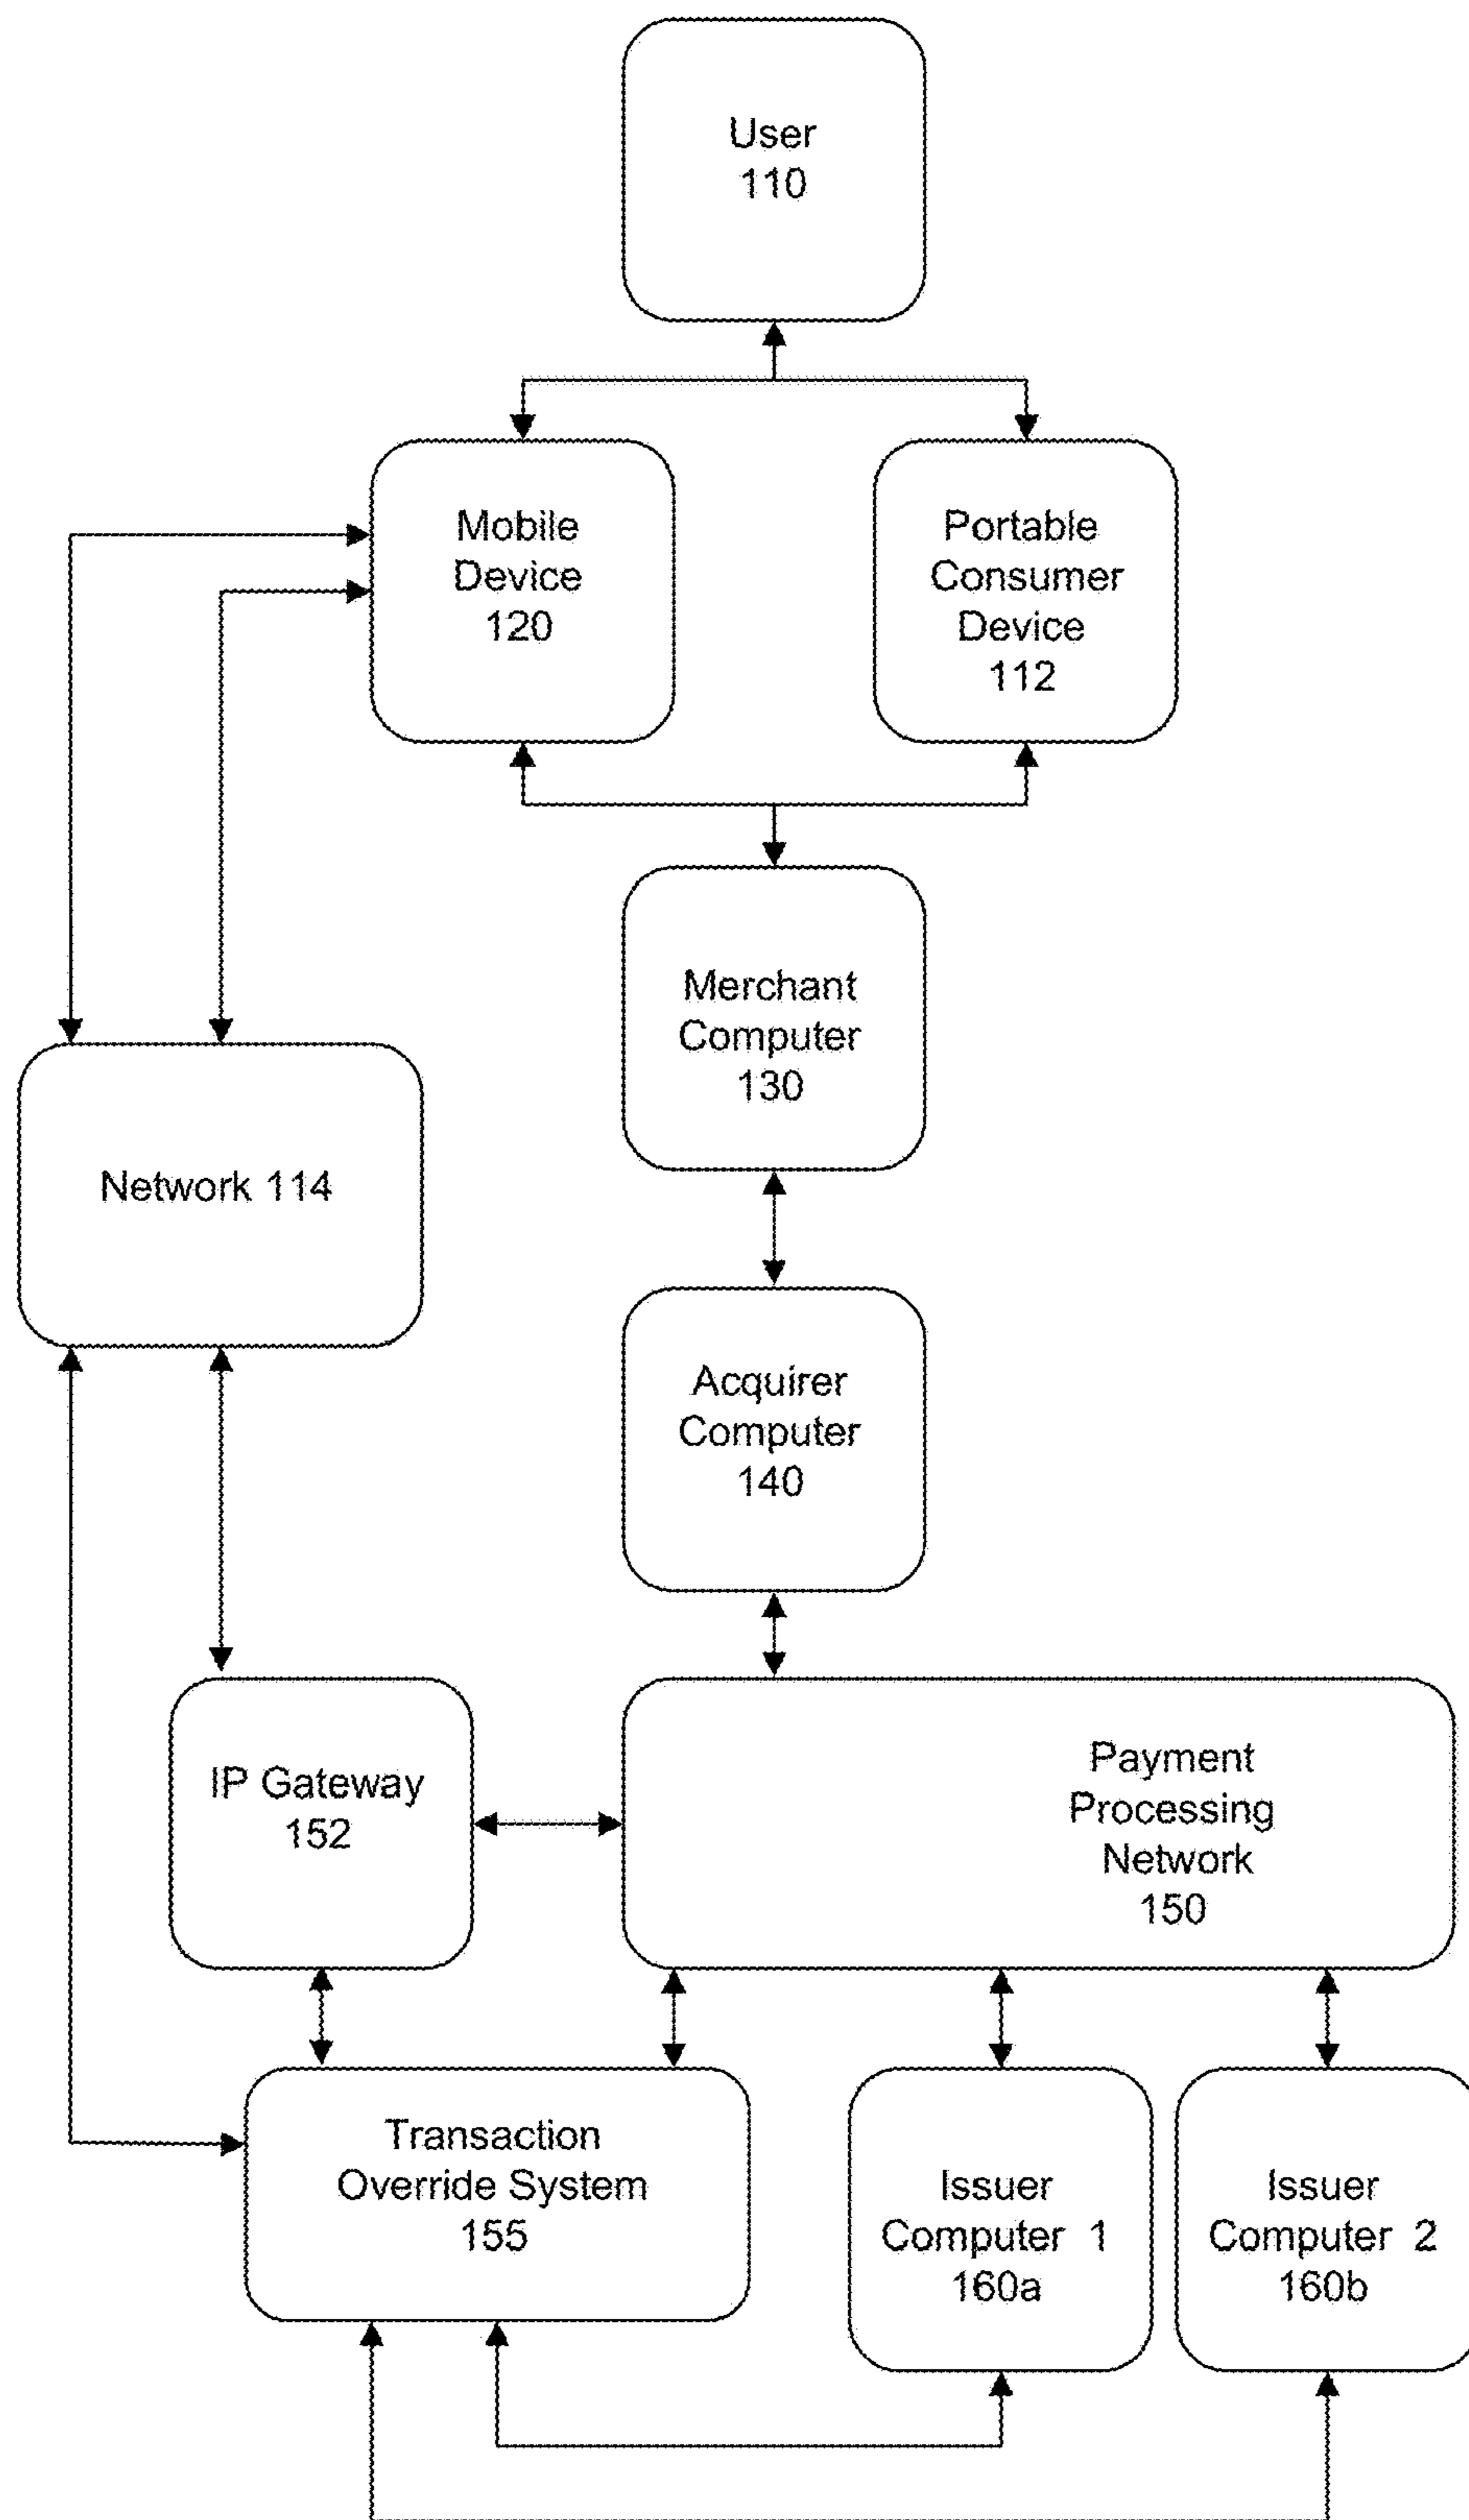 User
110
Mobile
Device
120
Portable
Consumer
Device
112
Merchant
Computer
130
Network 114
Acquirer
Computer
140
IP Gateway
152
Payment
Processing
Network
150
Transaction
Override System
155
Issuer
Computer 1
160a
Issuer
Computer 2
160b